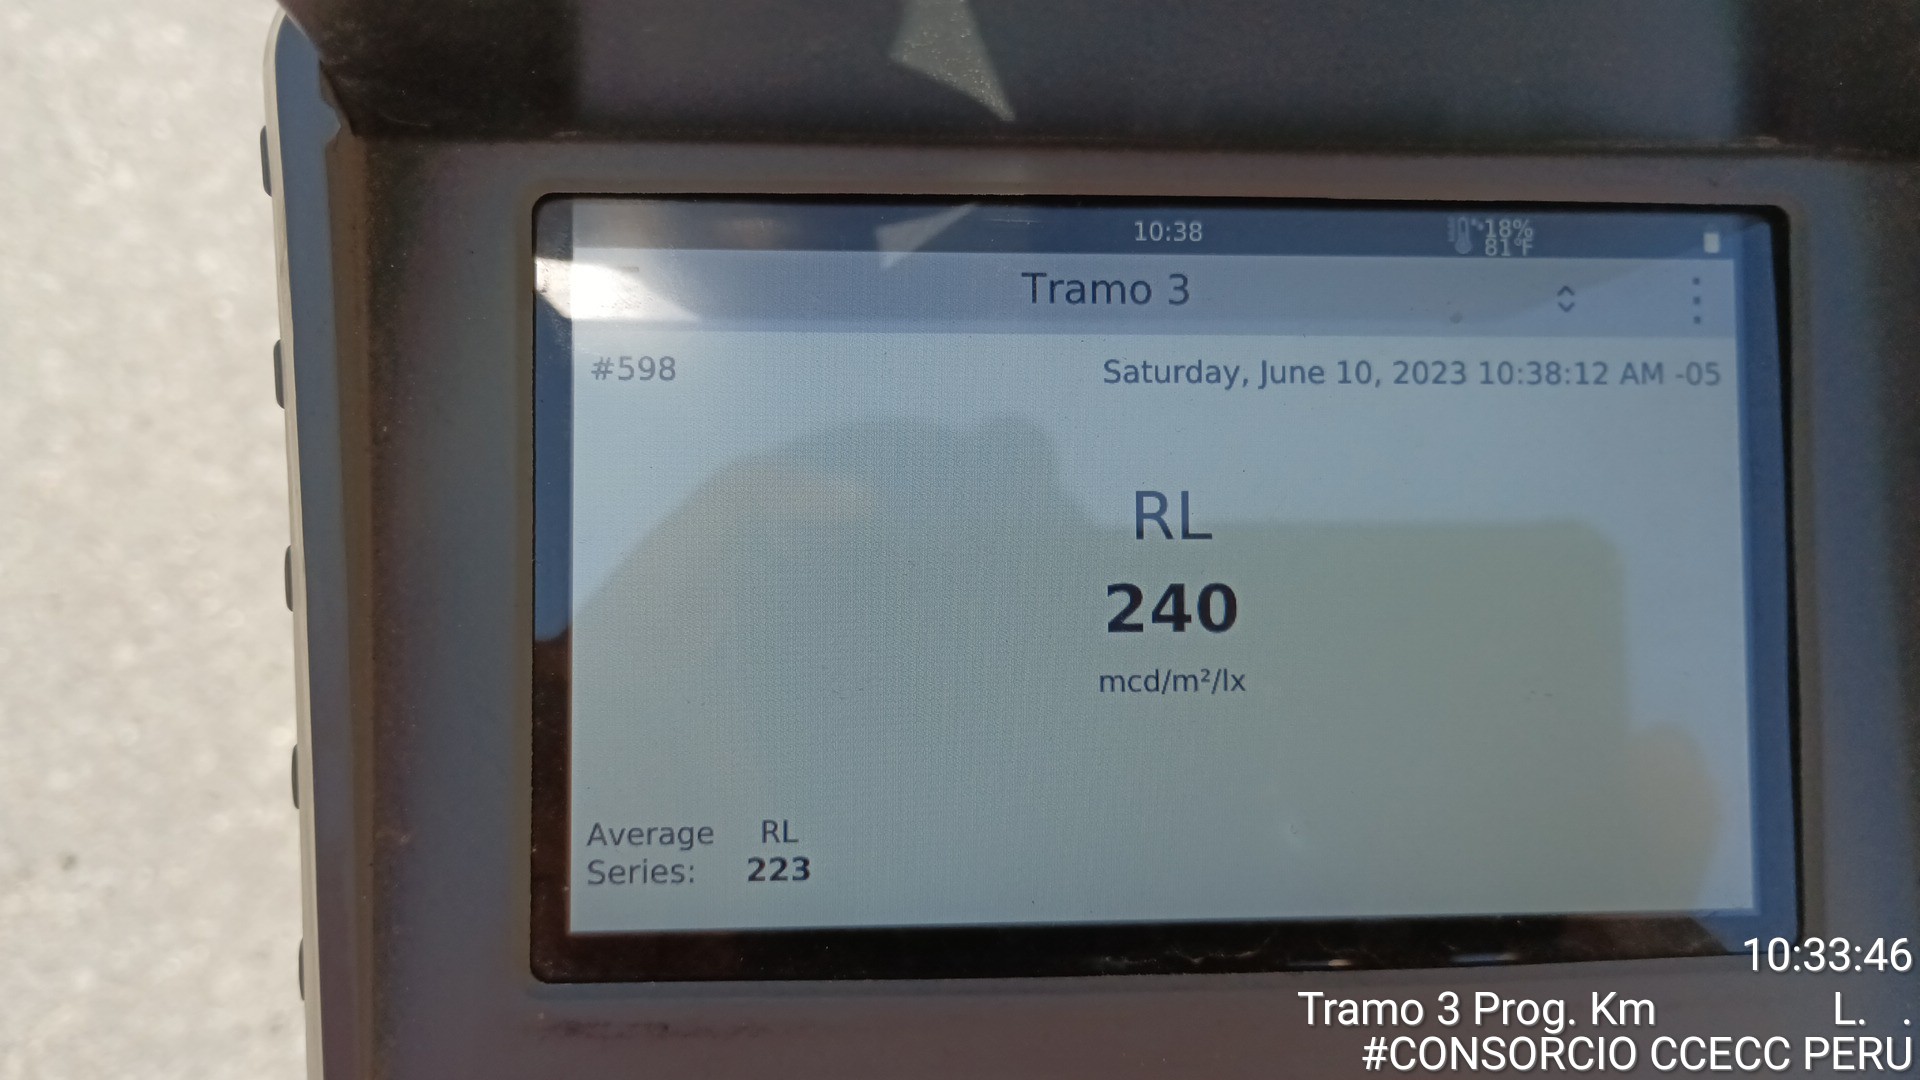 10:38
18%
81°F
Tramo 3
#598 Saturday, June 10, 2023 10:38:12 AM -05
RL
240
mcd/m²/lx
Average RL
Series: 223
10:33:46
Tramo 3 Prog. Km L. .
#CONSORCIO CCECC PERU